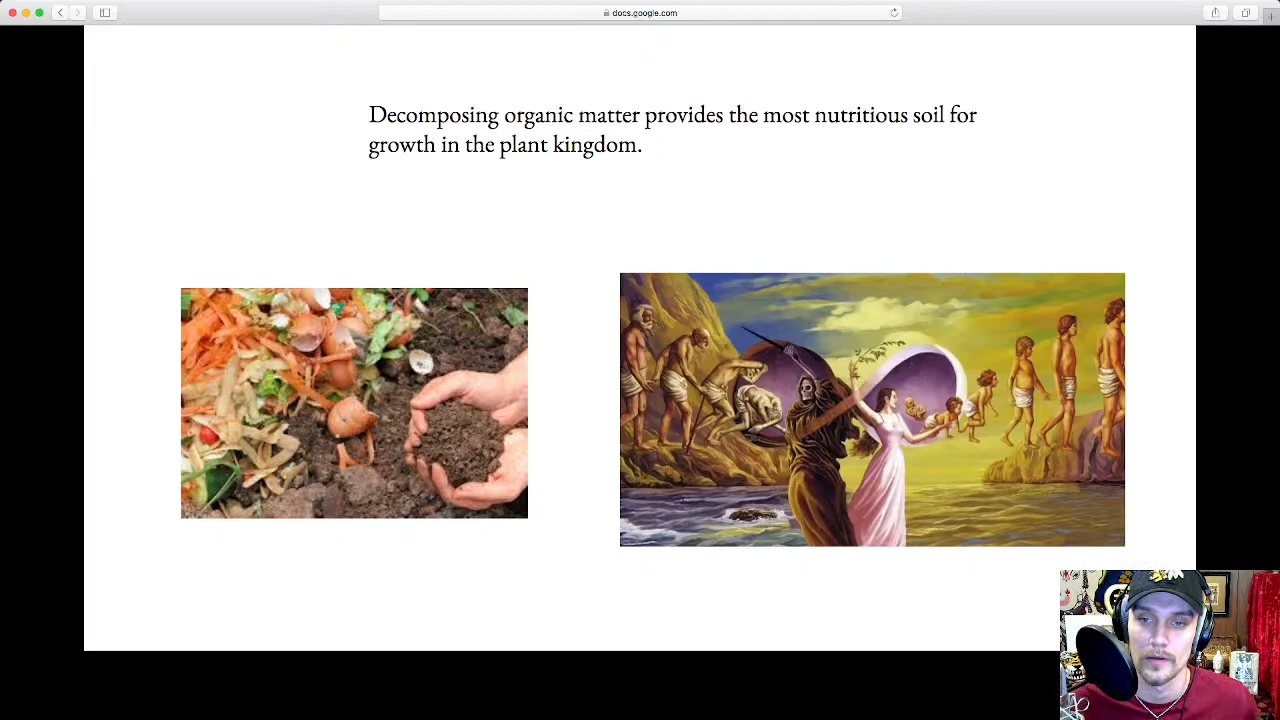 docs.google.com
Decomposing organic matter provides the most nutritious soil for
growth in the plant kingdom.